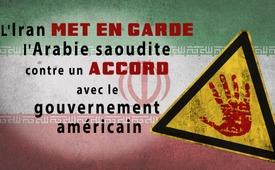 L'Iran MET EN GARDE
l'Arabie saoudite
contre un ACCORD
avec le
gouvernement
américain